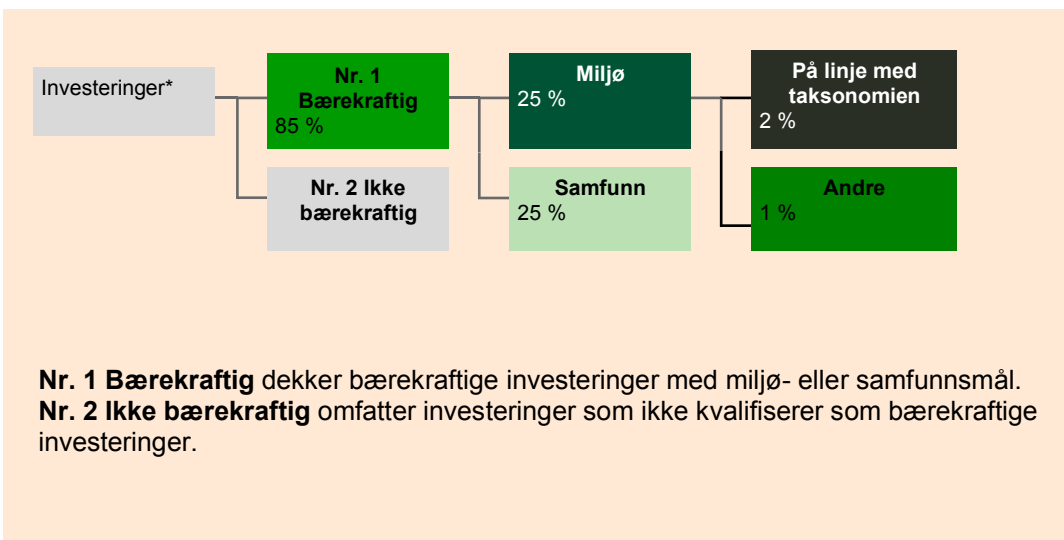 Investeringer*
Nr. 1
Bærekraftig
85 %
Miljø
25 %
På linje med
taksonomien
2 %
Nr. 2 Ikke
bærekraftig
Samfunn
25 %
Andre
1 %
Nr. 1 Bærekraftig dekker bærekraftige investeringer med miljø- eller samfunnsmål.
Nr. 2 Ikke bærekraftig omfatter investeringer som ikke kvalifiserer som bærekraftige
investeringer.